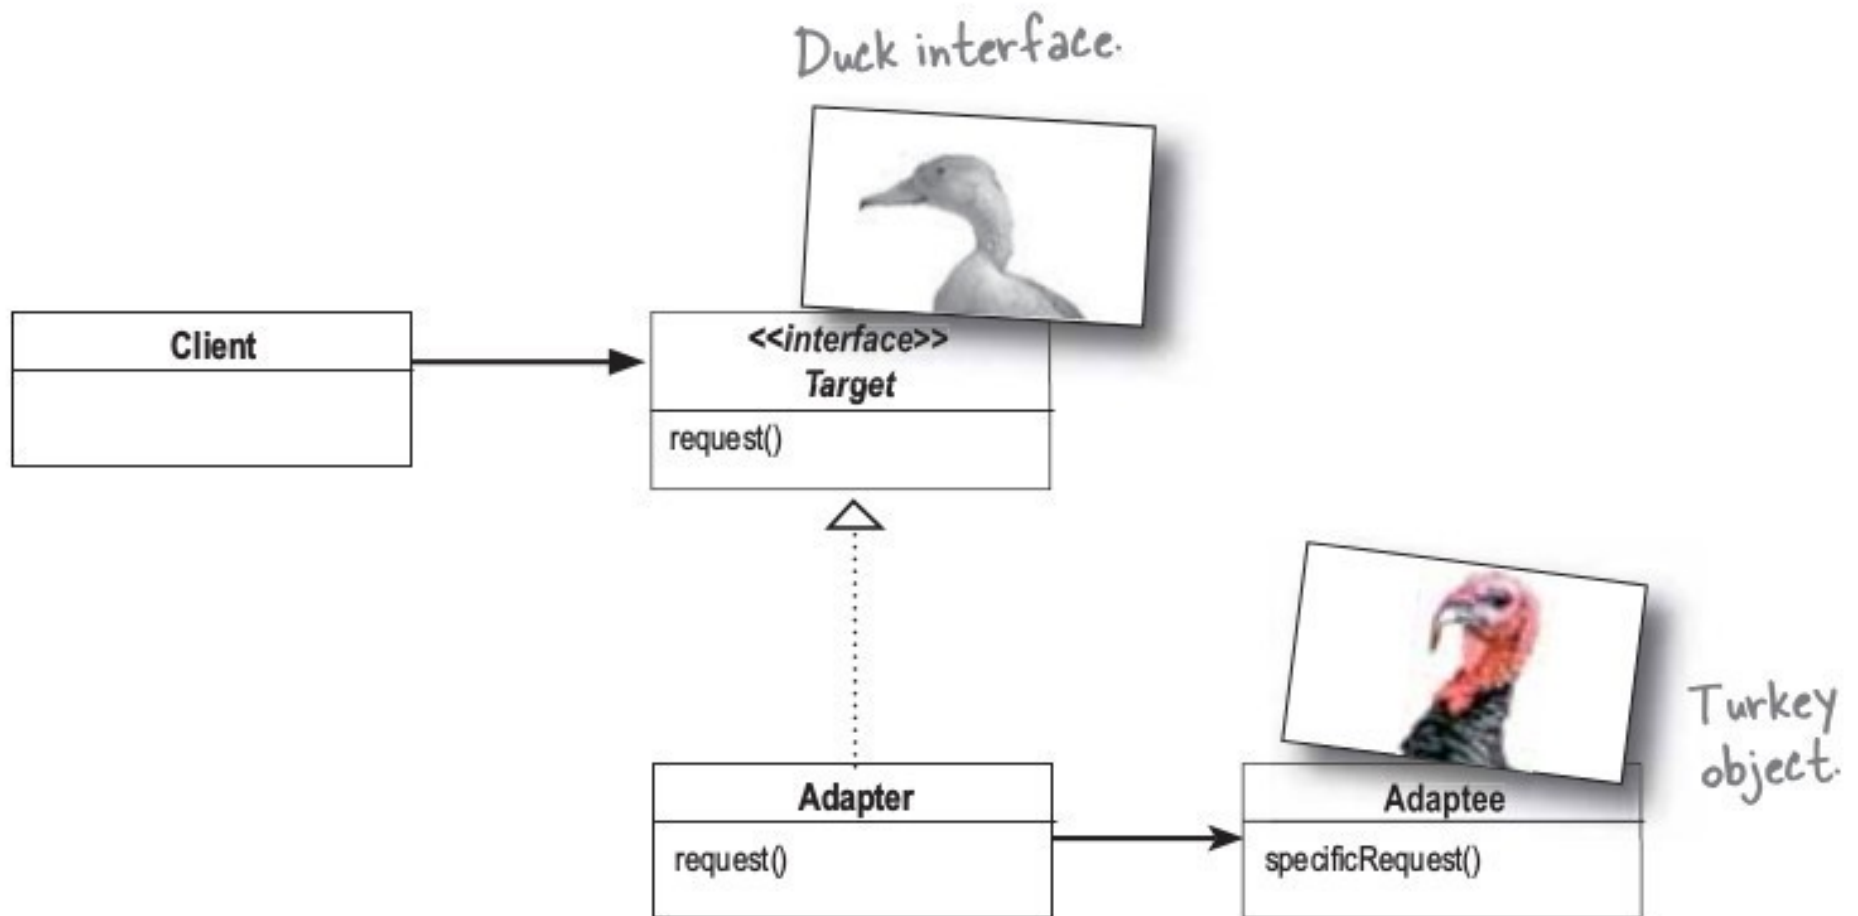 Duck interface.
Client
<<interface>>
Target
request()
Adapter
request()
Adaptee
specificRequest()
Turkey
object.